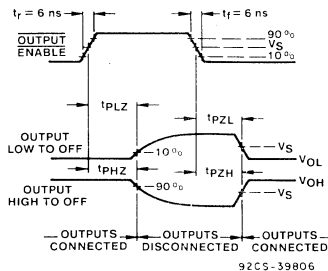 tr = 6 ns
tf = 6 ns
OUTPUT
ENABLE
90%
VS
10%
tPLZ
tPZL
OUTPUT
LOW TO OFF
10%
VS
VOL
tPHZ
tPZH
VOH
OUTPUT
HIGH TO OFF
90%
VS
OUTPUTS
CONNECTED
OUTPUTS
DISCONNECTED
OUTPUTS
CONNECTED
92CS-39806